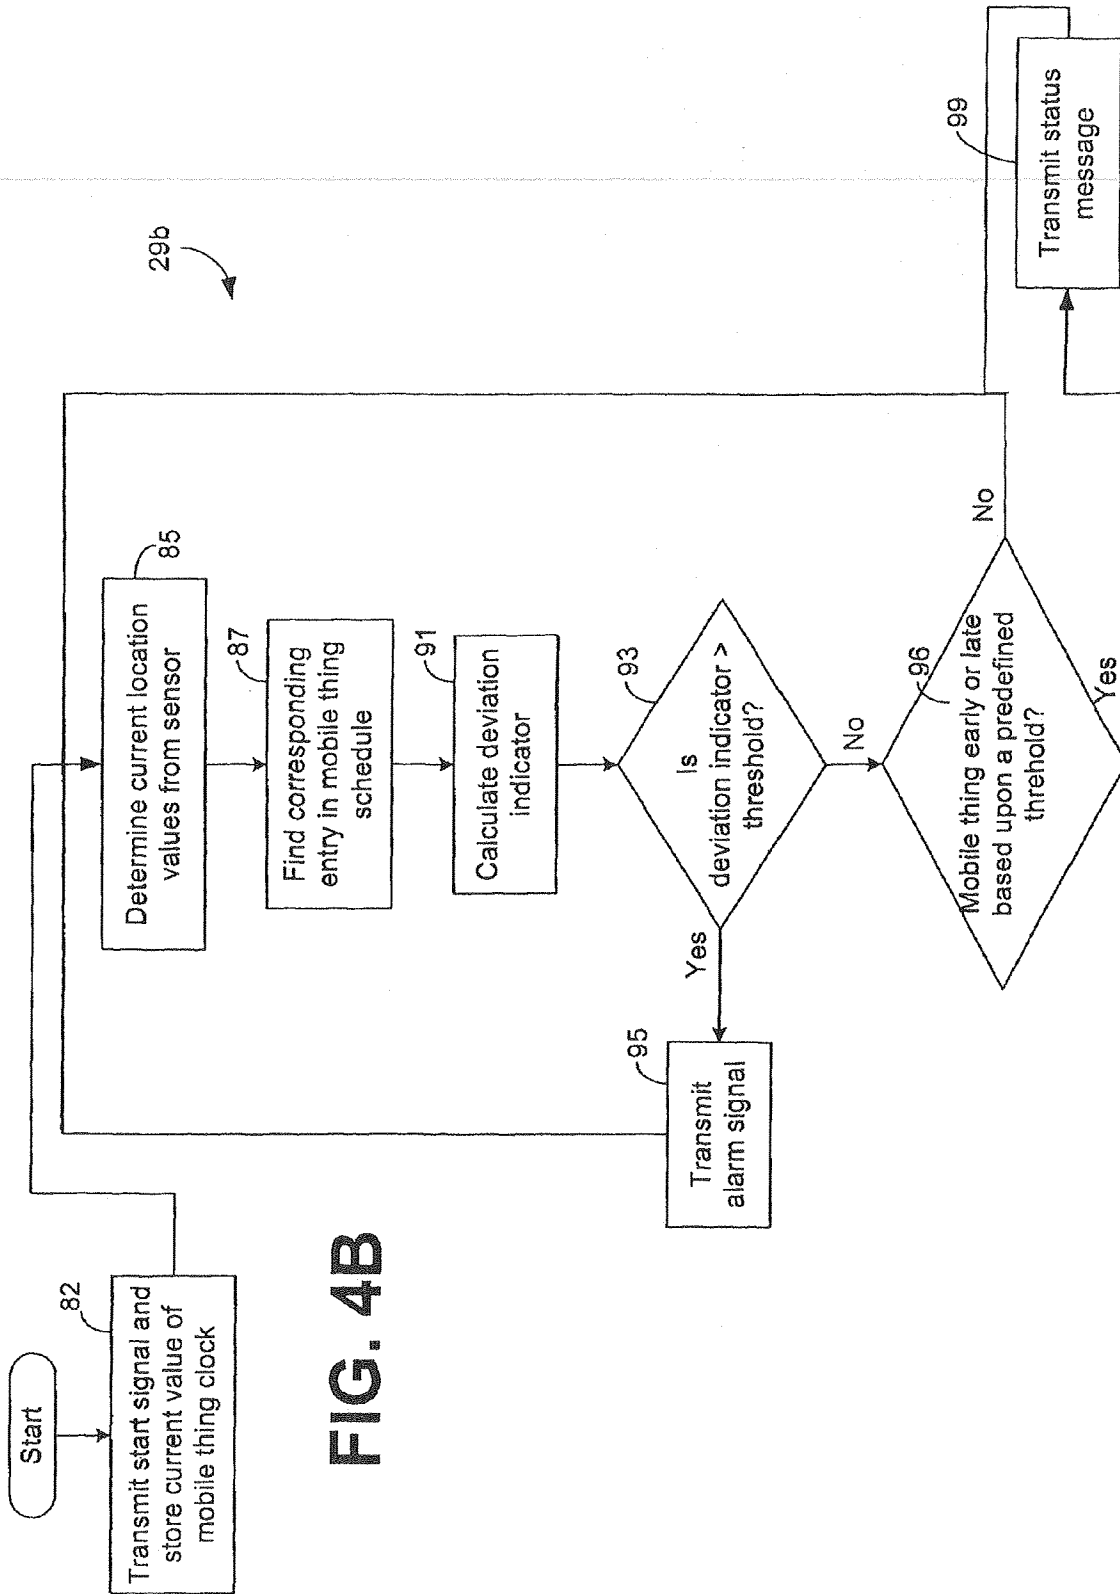 Start
82
Transmit start signal and
store current value of
mobile thing clock
85
Determine current location
values from sensor
87
Find corresponding
entry in mobile thing
schedule
91
Calculate deviation
indicator
93
Is
deviation indicator >
threshold?
Yes
No
95
Transmit
alarm signal
96
Mobile thing early or late
based upon a predefined
threhold?
No
Yes
99
Transmit status
message
29b
FIG. 4B